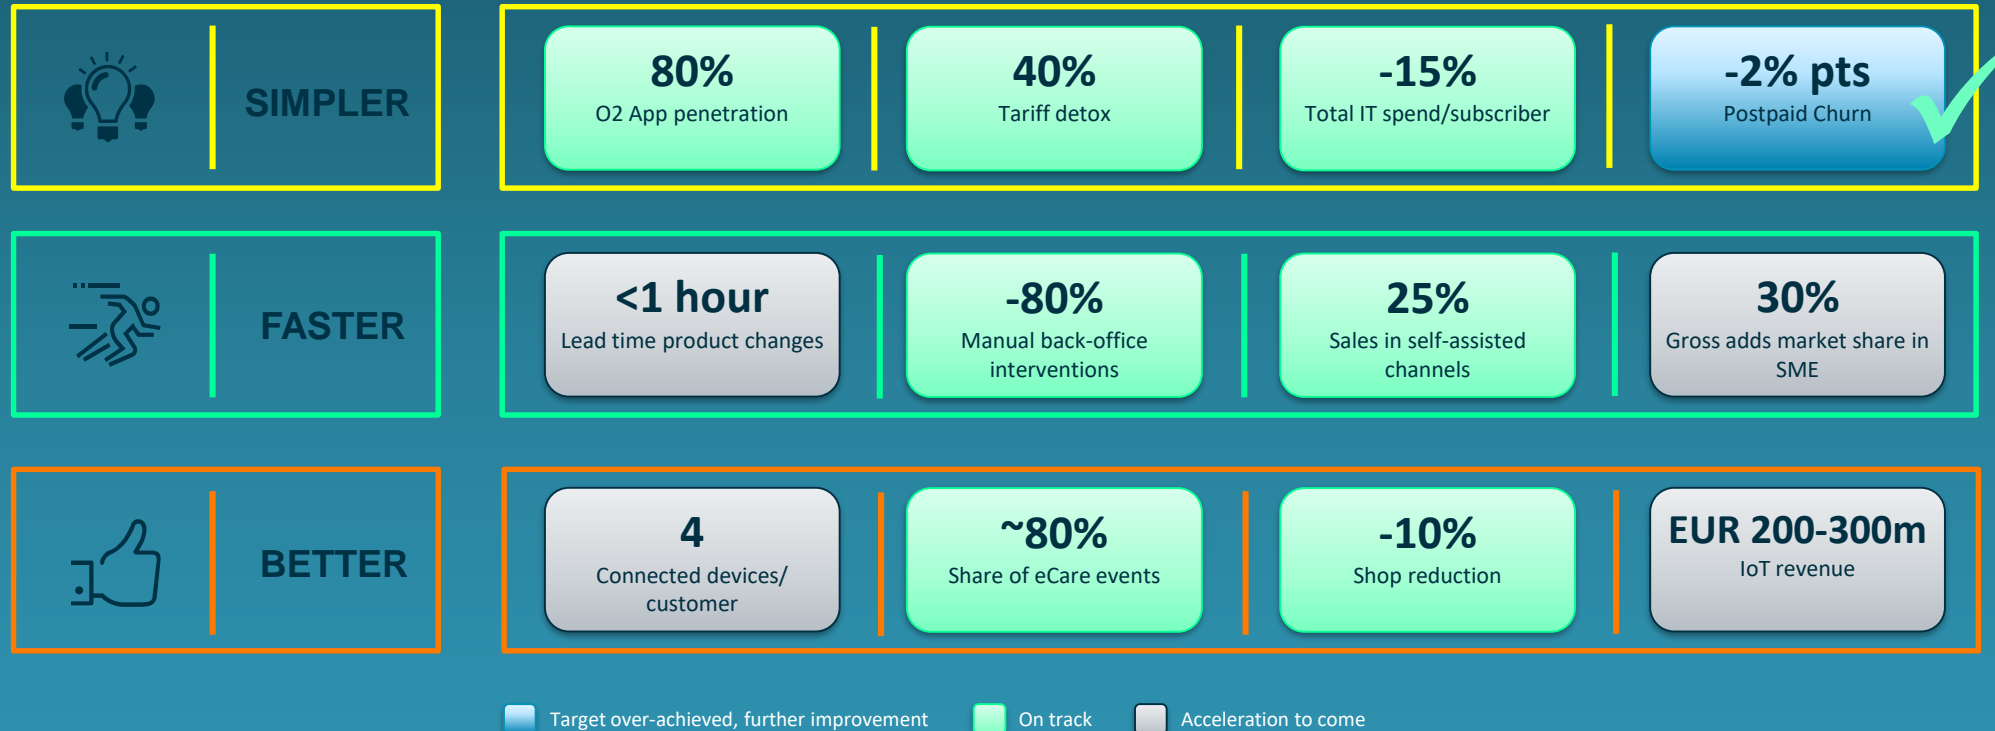 SIMPLER
80%
O2 App penetration
40%
Tariff detox
-15%
Total IT spend/subscriber
-2% pts
Postpaid Churn
FASTER
<1 hour
Lead time product changes
-80%
Manual back-office
interventions
25%
Sales in self-assisted
channels
30%
Gross adds market share in
SME
BETTER
4
Connected devices/
customer
~80%
Share of eCare events
-10%
Shop reduction
EUR 200-300m
IoT revenue
Target over-achieved, further improvement
On track
Acceleration to come